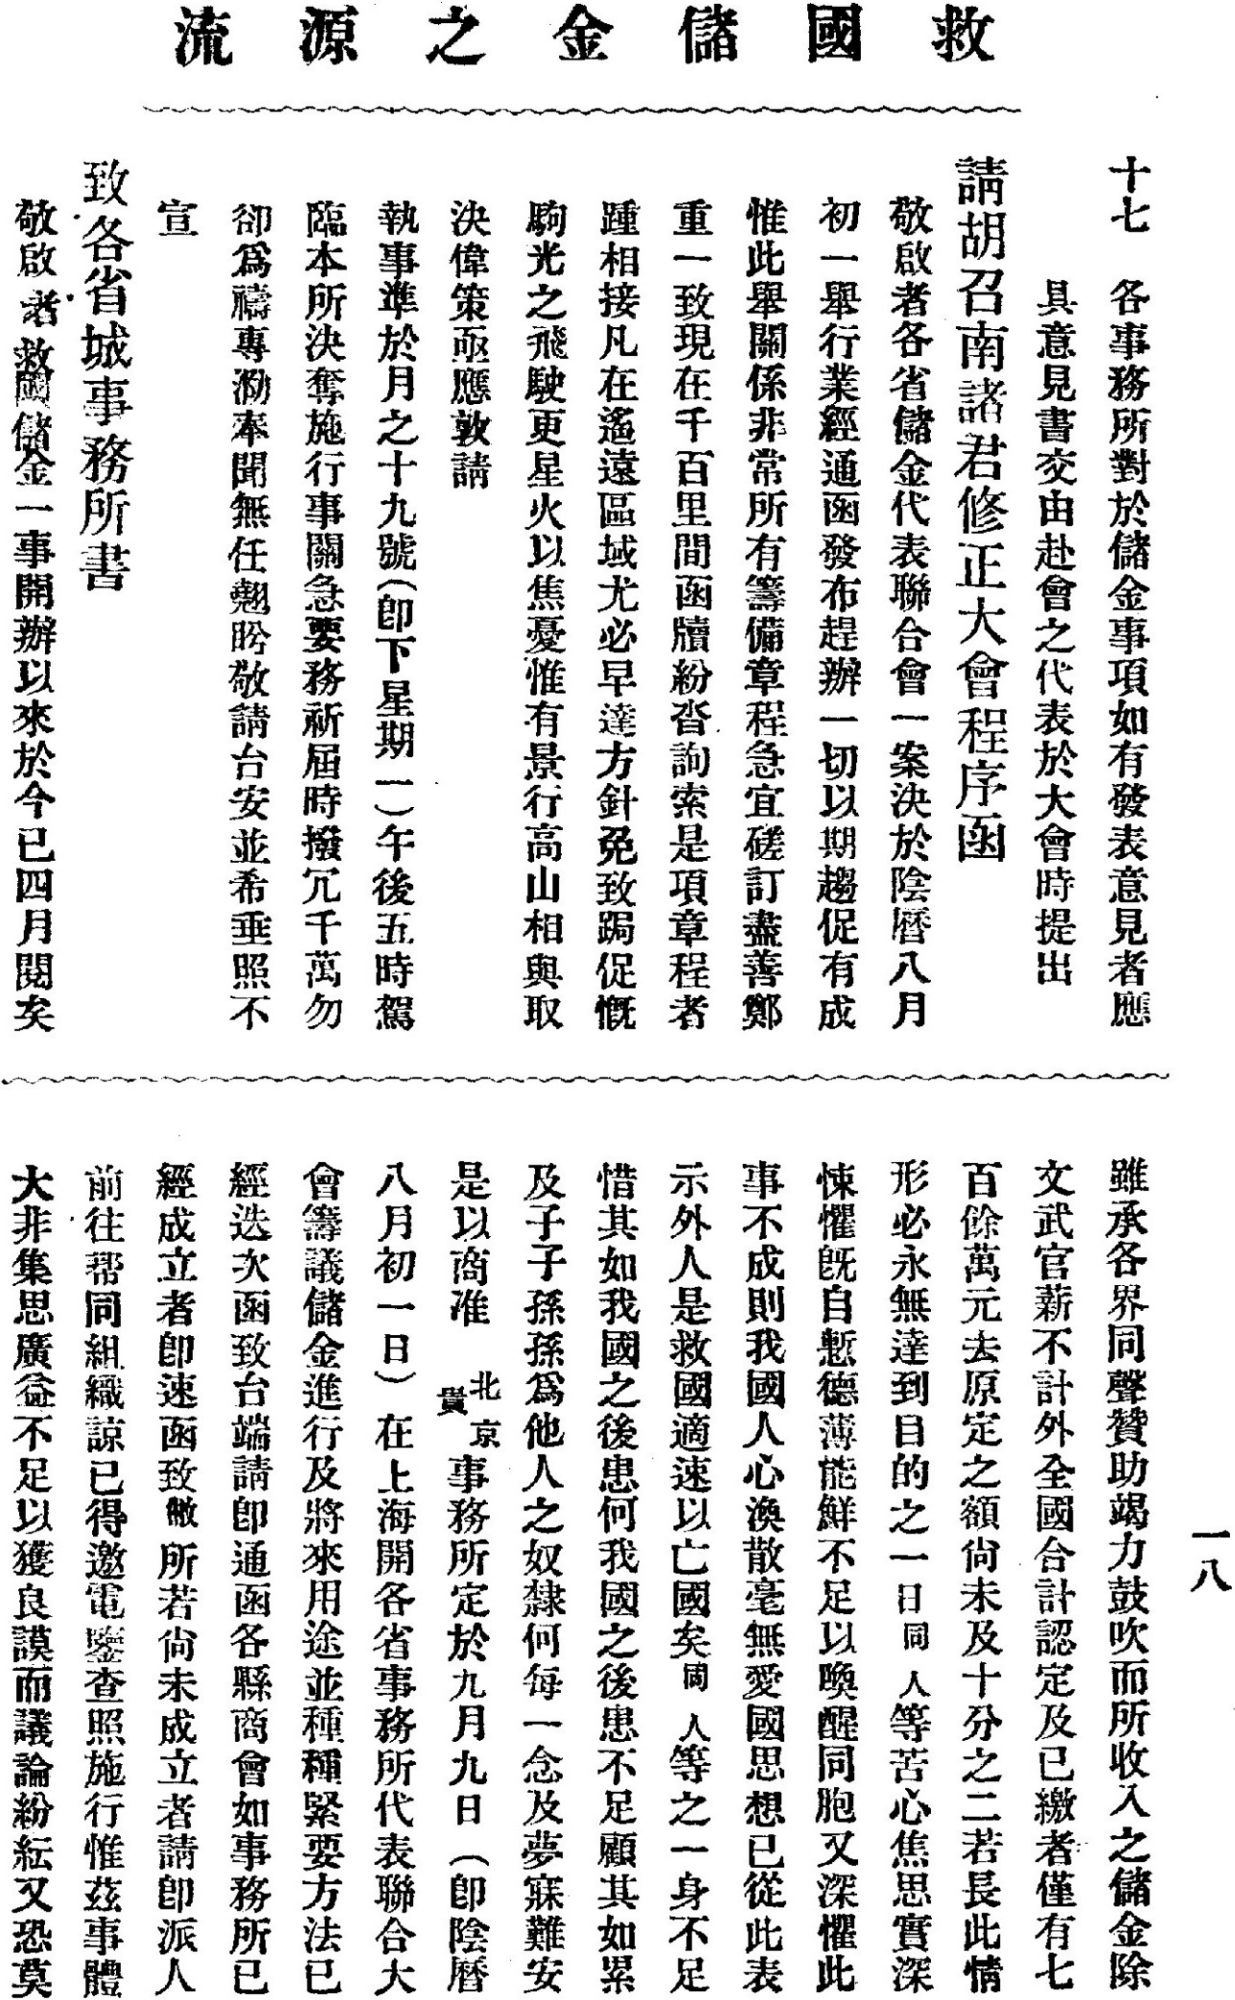 救國儲金之源流
十七　各事務所對於儲金事項如有發表意見者應
具意見書交由赴會之代表於大會時提出
請胡召南諸君修正大會程序函
敬啟者各省儲金代表聯合會一案決於陰曆八月
初一舉行業經通函發布趕辦一切以期趨促有成
惟此舉關係非常所有籌備章程急宜磋訂盡善鄭
重一致現在千百里間函牘紛沓詢索是項章程者
踵相接凡在遙遠區域尤必早達方針免致跼促慨
駒光之飛駛更星火以焦憂惟有景行高山相與取
決偉策亟應敦請
執事準於月之十九號（卽下星期一）午後五時駕
臨本所決奪施行事關急要務祈屆時撥冗千萬勿
卻爲禱專泐奉聞無任翹盼敬請台安並希垂照不
宣
致各省城事務所書
敬啟者救國儲金一事開辦以來於今已四月閱矣
雖承各界同聲贊助竭力鼓吹而所收入之儲金除
文武官薪不計外全國合計認定及已繳者僅有七
百餘萬元去原定之額尙未及十分之二若長此情
形必永無達到目的之一日同人等苦心焦思實深
悚懼旣自慙德薄能鮮不足以喚醒同胞又深懼此
事不成則我國人心渙散毫無愛國思想已從此表
示外人是救國適速以亡國矣同人等之一身不足
惜其如我國之後患何我國之後患不足顧其如累
及子子孫孫爲他人之奴隸何每一念及夢寐難安
是以商准　北京貴事務所定於九月九日（卽陰曆
八月初一日）在上海開各省事務所代表聯合大
會籌議儲金進行及將來用途並種種緊要方法已
經迭次函致台端請卽通函各縣商會如事務所已
經成立者卽速函致敝所若尙未成立者請卽派人
前往帮同組織諒已得邀電鑒查照施行惟茲事體
大非集思廣益不足以獲良謨而議論紛紜又恐莫
一八